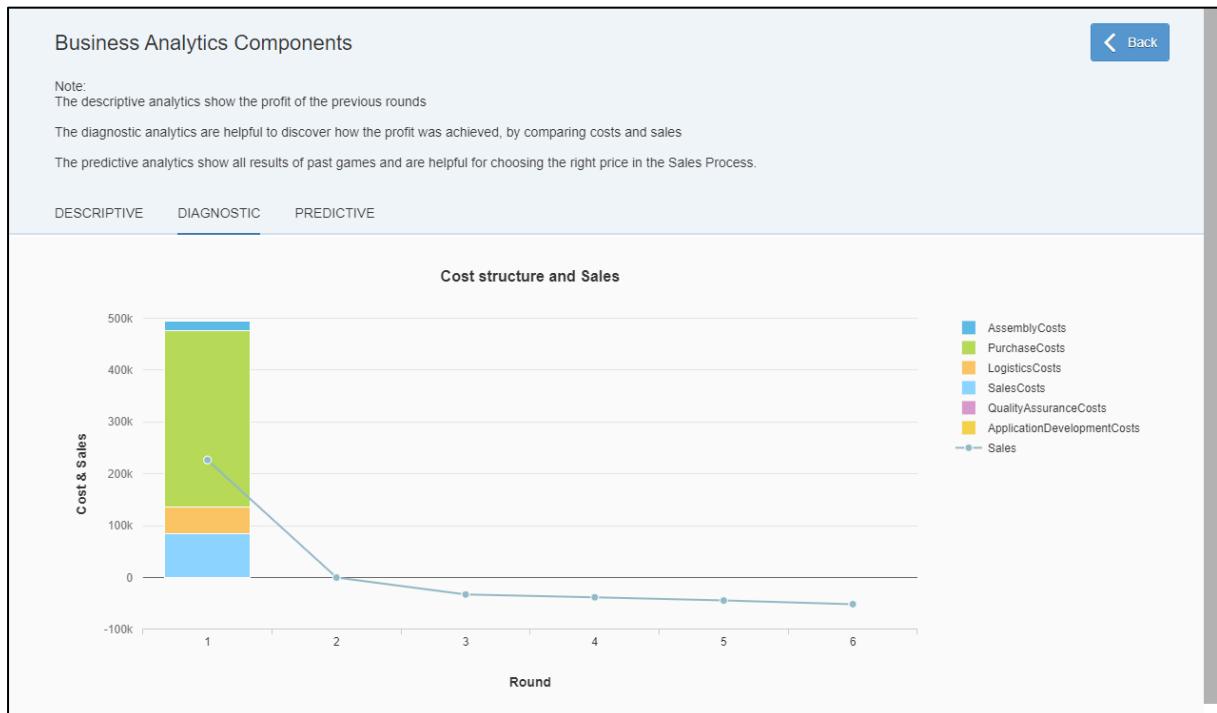 Business Analytics Components
Back
Note:
The descriptive analytics show the profit of the previous rounds
The diagnostic analytics are helpful to discover how the profit was achieved, by comparing costs and sales
The predictive analytics show all results of past games and are helpful for choosing the right price in the Sales Process.
DESCRIPTIVE DIAGNOSTIC PREDICTIVE
Cost structure and Sales
500k
400k
300k
200k
100k
0
-100k
Cost & Sales
1 2 3 4 5 6
Round
AssemblyCosts
PurchaseCosts
LogisticsCosts
SalesCosts
QualityAssuranceCosts
ApplicationDevelopmentCosts
Sales